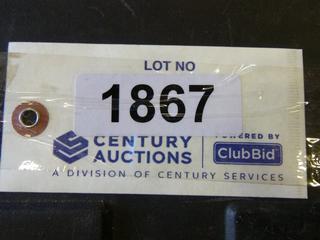 LOT NO
1867
CENTURY
AUCTIONS
POWERED BY
ClubBid
A DIVISION OF CENTURY SERVICES